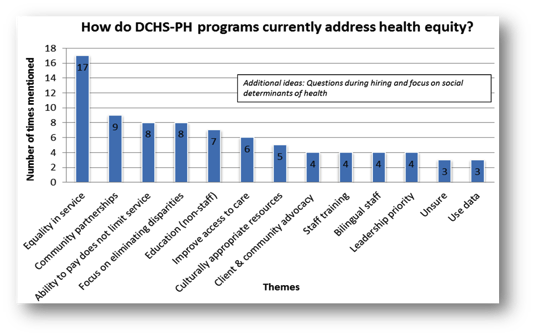 How do DCHS-PH programs currently address health equity?
Number of times mentioned
18
16
14
12
10
8
6
4
2
0
Additional ideas: Questions during hiring and focus on social
determinants of health
17
9
8
8
7
6
5
4
4
4
4
3
3
Equality in service
Community partnerships
Ability to pay does not limit service
Focus on eliminating disparities
Education (non-staff)
Improve access to care
Culturally appropriate resources
Client & community advocacy
Staff training
Bilingual staff
Leadership priority
Unsure
Use data
Themes